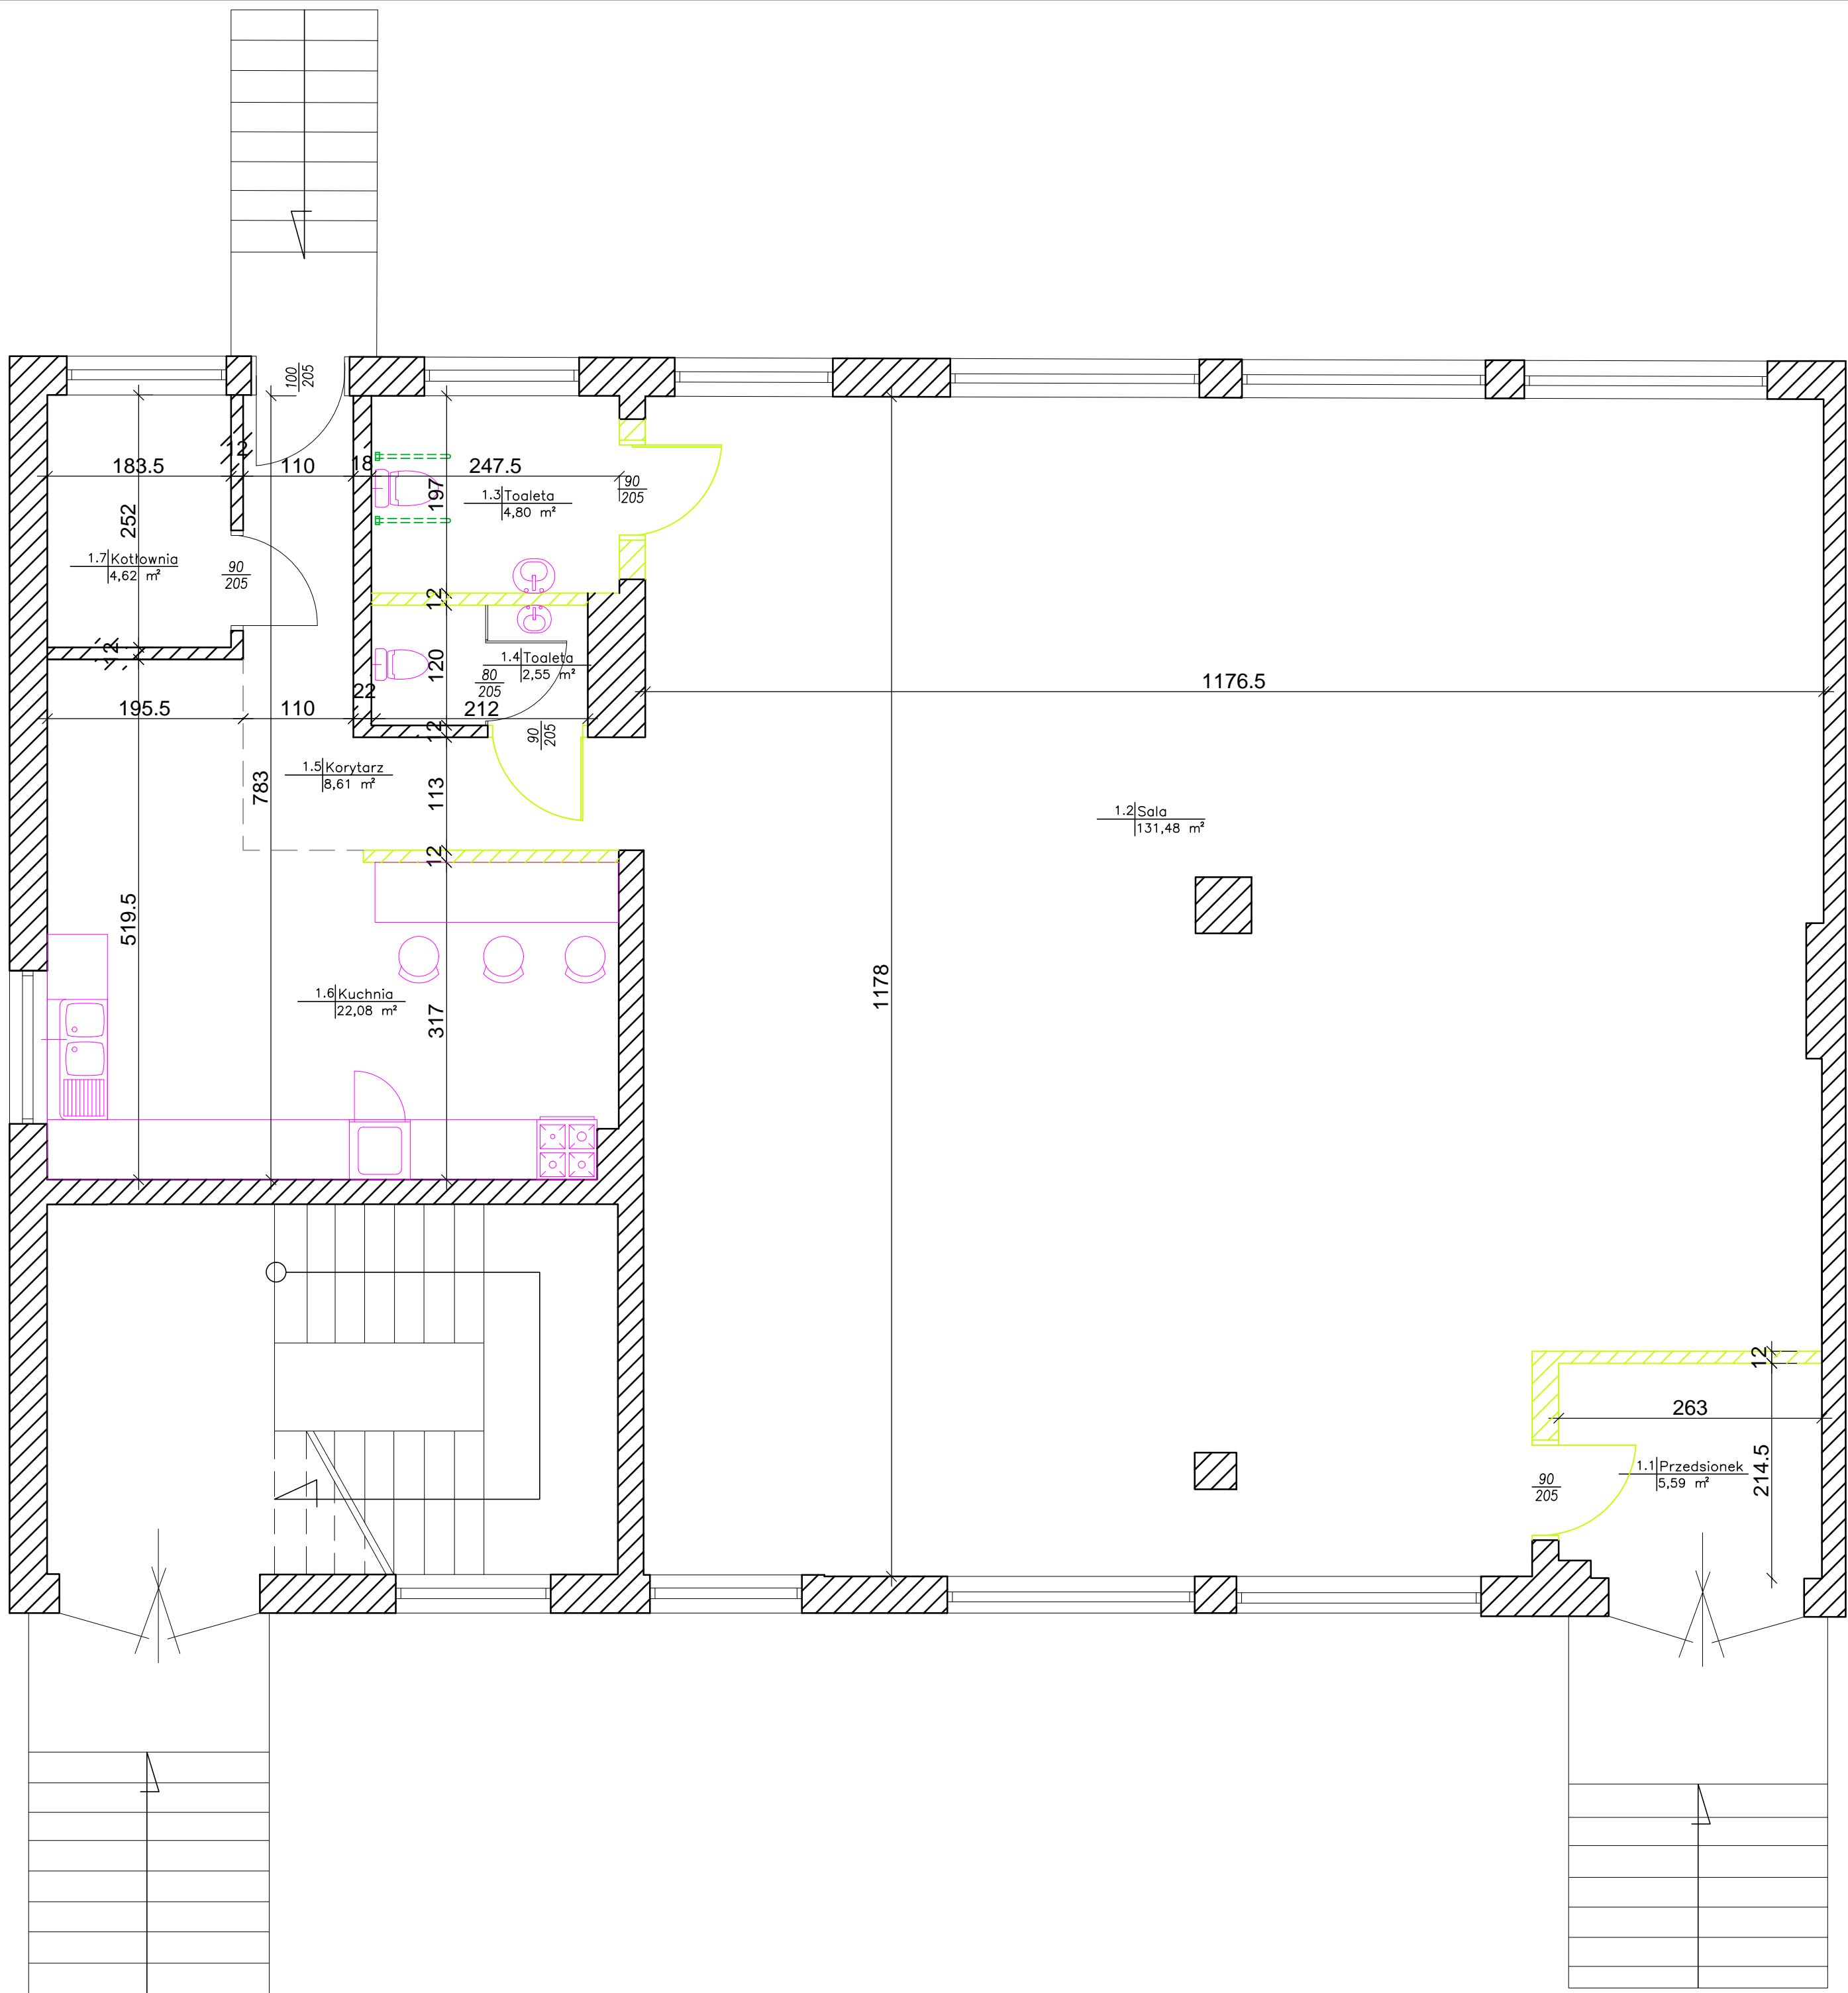 100
205
12
183.5
110
18
247.5
197
90
205
1.3 Toaleta
4,80 m²
252
1.7 Kotłownia
4,62 m²
90
205
12
12
120
1.4 Toaleta
2,55 m²
80
205
22
195.5
110
212
12
90
205
1176.5
1.5 Korytarz
8,61 m²
783
113
1.2 Sala
131,48 m²
12
519.5
1178
1.6 Kuchnia
22,08 m²
317
12
263
214.5
1.1 Przedsionek
5,59 m²
90
205